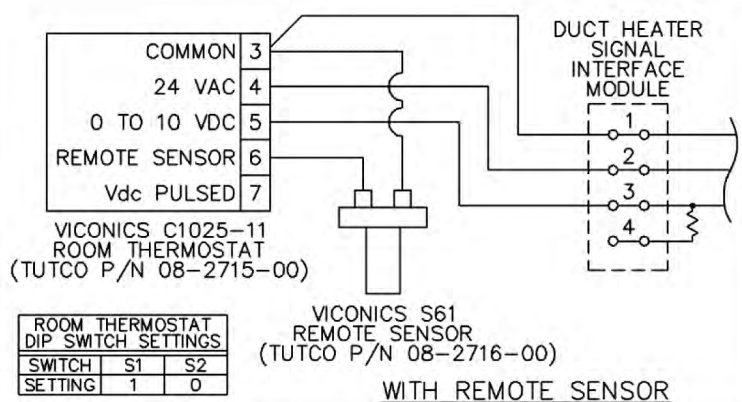 COMMON 3
24 VAC 4
0 TO 10 VDC 5
REMOTE SENSOR 6
Vdc PULSED 7
VICONICS C1025-11
ROOM THERMOSTAT
(TUTCO P/N 08-2715-00)
DUCT HEATER
SIGNAL
INTERFACE
MODULE
1
2
3
4
VICONICS S61
REMOTE SENSOR
(TUTCO P/N 08-2716-00)
ROOM THERMOSTAT
DIP SWITCH SETTINGS
SWITCH S1 S2
SETTING 1 0
WITH REMOTE SENSOR